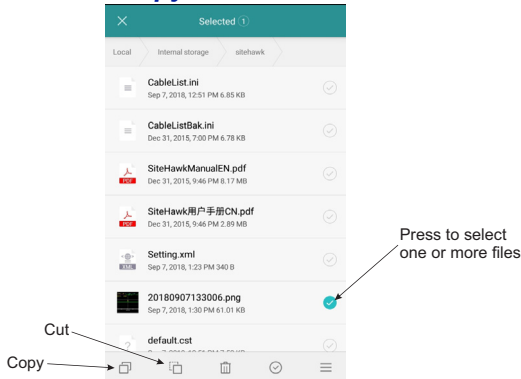 Selected 1
Local Internal storage sitehawk
CableList.ini
Sep 7, 2018, 12:51 PM 6.85 KB
CableListBak.ini
Dec 31, 2015, 7:00 PM 6.78 KB
SiteHawkManualEN.pdf
PDF
Dec 31, 2015, 9:46 PM 8.17 MB
SiteHawk用户手册CN.pdf
PDF
Dec 31, 2015, 9:46 PM 2.89 MB
Setting.xml
XML
Sep 7, 2018, 1:23 PM 340 B
Press to select
one or more files
20180907133006.png
Sep 7, 2018, 1:30 PM 61.01 KB
default.cst
Cut
Copy